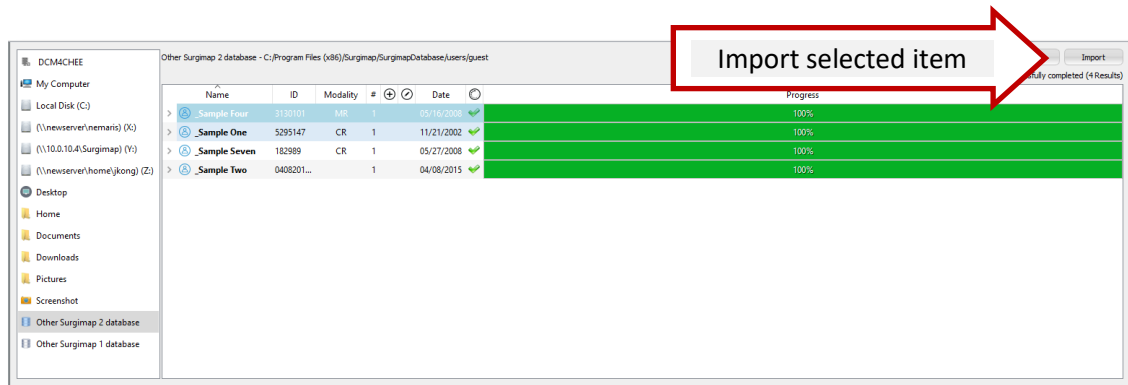 Import selected item
Import
DCM4CHEE
Other Surgimap 2 database - C:/Program Files (x86)/Surgimap/SurgimapDatabase/users/guest
fully completed (4 Results)
My Computer
Local Disk (C:)
(\\newserver\nemaris) (X:)
(\\10.0.10.4\Surgimap) (Y:)
(\\newserver\home\jkong) (Z:)
Desktop
Home
Documents
Downloads
Pictures
Screenshot
Other Surgimap 2 database
Other Surgimap 1 database
Name ID Modality # Date Progress
_Sample Four 3130101 MR 1 05/16/2008 100%
_Sample One 5295147 CR 1 11/21/2002 100%
_Sample Seven 182989 CR 1 05/27/2008 100%
_Sample Two 0408201... 1 04/08/2015 100%